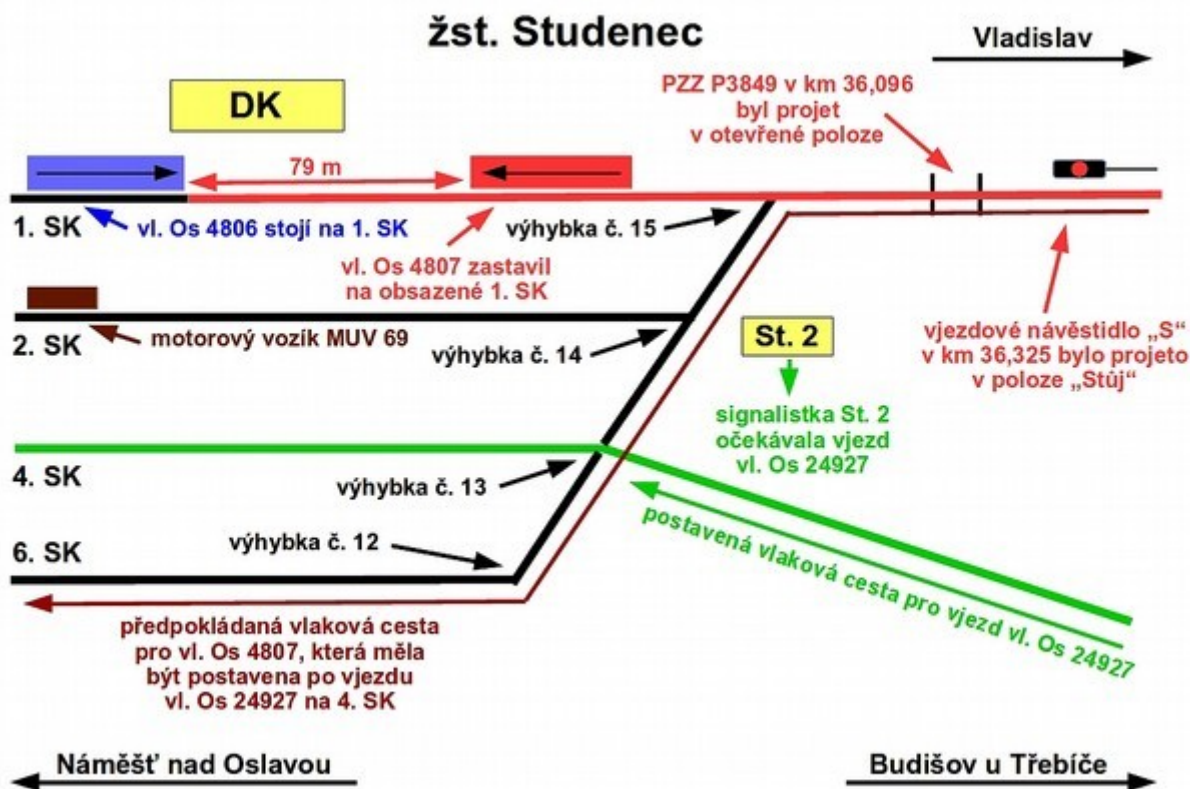 žst. Studenec
Vladislav
DK
PZZ P3849 v km 36,096
byl projet
v otevřené poloze
79 m
1. SK
vl. Os 4806 stojí na 1. SK
výhybka č. 15
vl. Os 4807 zastavil
na obsazené 1. SK
2. SK
motorový vozík MUV 69
výhybka č. 14
St. 2
vjezdové návěstidlo „S“
v km 36,325 bylo projeto
v poloze „Stůj“
signalistka St. 2
očekávala vjezd
vl. Os 24927
4. SK
výhybka č. 13
postavená vlaková cesta pro vjezd vl. Os 24927
6. SK
výhybka č. 12
předpokládaná vlaková cesta
pro vl. Os 4807, která měla
být postavena po vjezdu
vl. Os 24927 na 4. SK
Náměšť nad Oslavou
Budišov u Třebíče